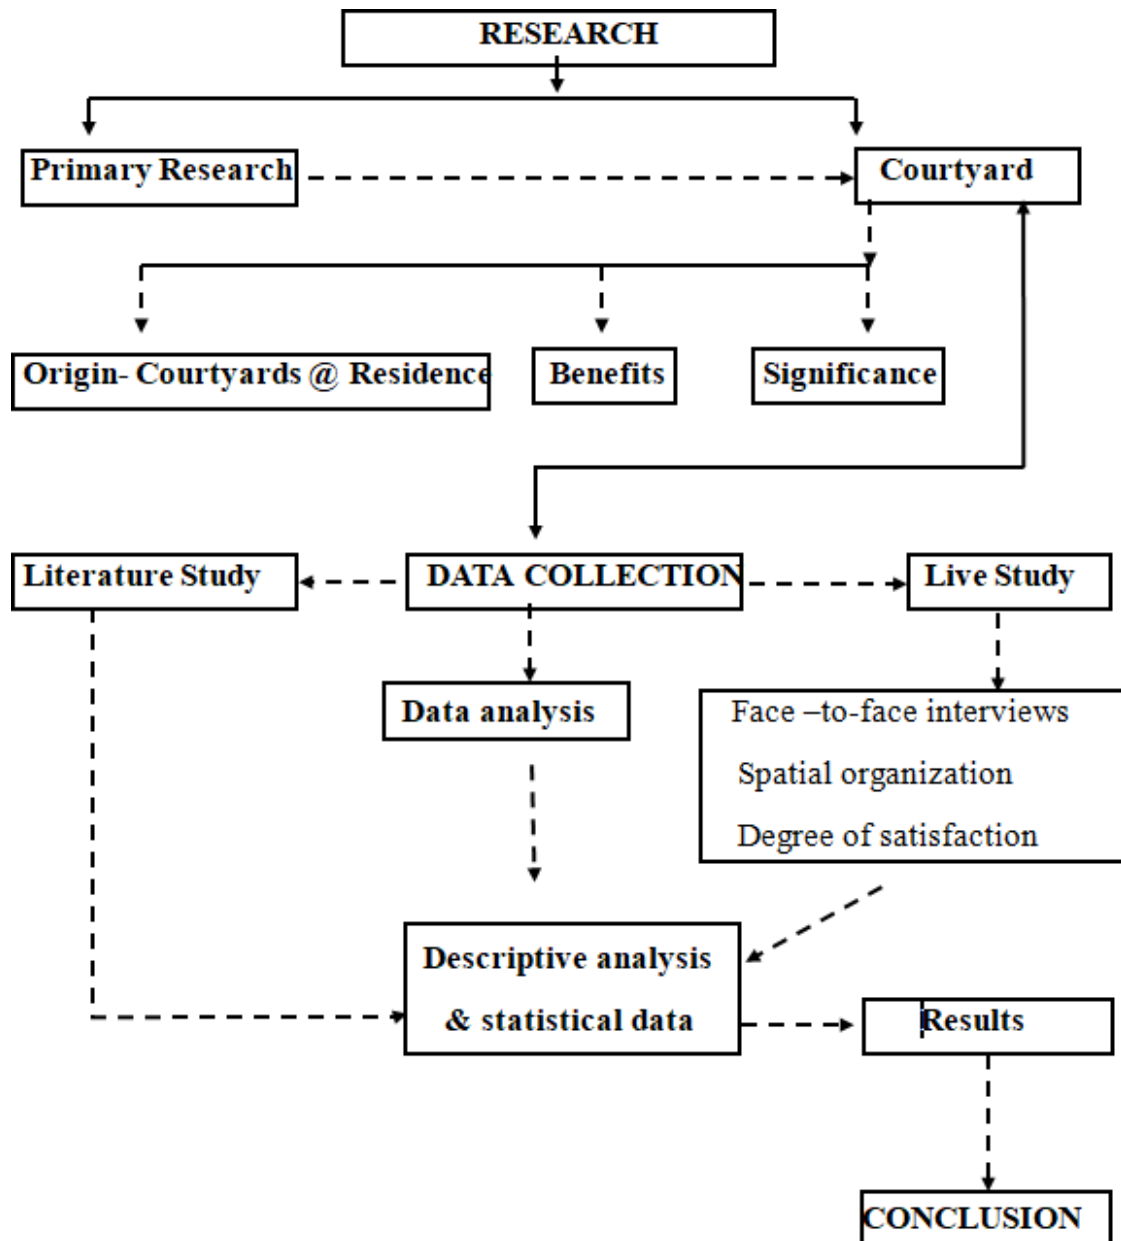 RESEARCH
Primary Research
Courtyard
Origin- Courtyards @ Residence
Benefits
Significance
Literature Study
DATA COLLECTION
Live Study
Data analysis
Face –to-face interviews
Spatial organization
Degree of satisfaction
Descriptive analysis
& statistical data
Results
CONCLUSION